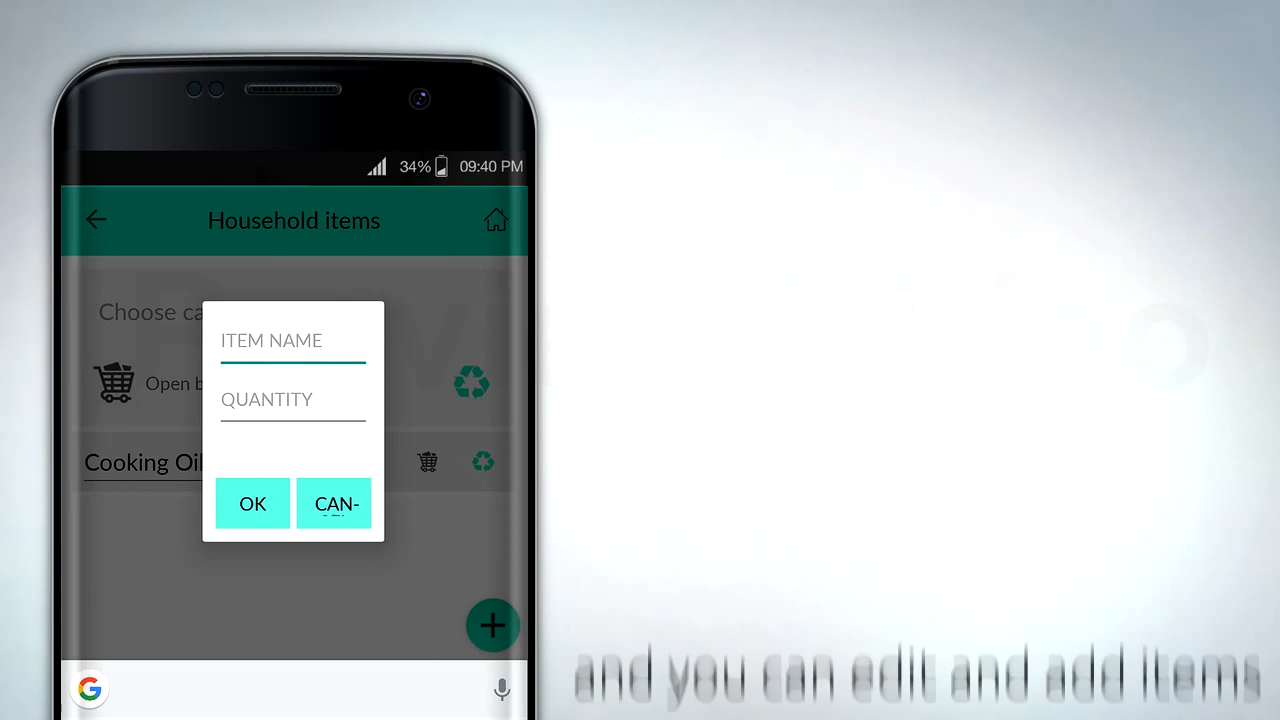 34% 09:40 PM
Household items
Choose
ITEM NAME
Open
QUANTITY
Cooking Oil
OK CAN-
and you can edit and add items